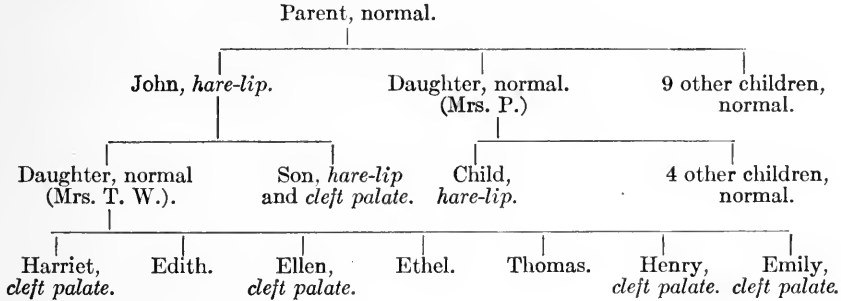 Parent, normal.
John, hare-lip. Daughter, normal. 9 other children,
(Mrs. P.) normal.
Daughter, normal Son, hare-lip Child, 4 other children,
(Mrs. T. W.). and cleft palate. hare-lip. normal.
Harriet, Edith. Ellen, Ethel. Thomas. Henry, Emily,
cleft palate. cleft palate. cleft palate. cleft palate.